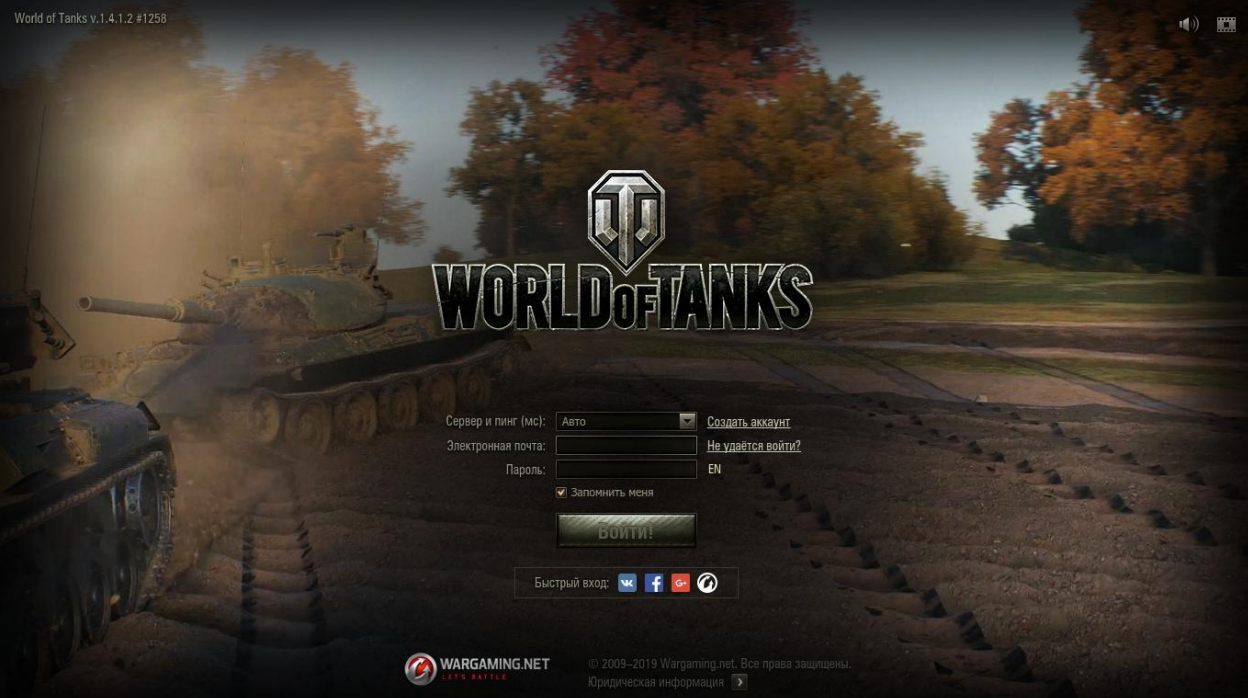 World of Tanks v.1.4.1.2 #1258
WORLD OF TANKS
Сервер и пинг (мс): Авто Создать аккаунт
Электронная почта: Не удаётся войти?
Пароль: EN
Запомнить меня
Войти!
Быстрый вход:
WARGAMING.NET
LET'S BATTLE
© 2009–2019 Wargaming.net. Все права защищены.
Юридическая информация